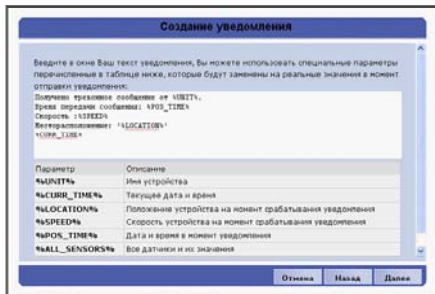 Создание уведомления
Введите в окне Ваш текст уведомления, Вы можете использовать специальные параметры
перечисленные в таблице ниже, которые будут заменены на реальные значения в момент
отправки уведомления:
Получено тревожное сообщение от %UNIT%.
Время передачи сообщения: %POS_TIME%
Скорость :%SPEED%
Месторасположение: '%LOCATION%'
%CURR_TIME%
Параметр Описание
%UNIT% Имя устройства
%CURR_TIME% Текущее дата и время
%LOCATION% Положение устройства на момент срабатывания уведомления
%SPEED% Скорость устройства на момент срабатывания уведомления
%POS_TIME% Дата и время в момент уведомления
%ALL_SENSORS% Все датчики и их значения
Отмена Назад Далее